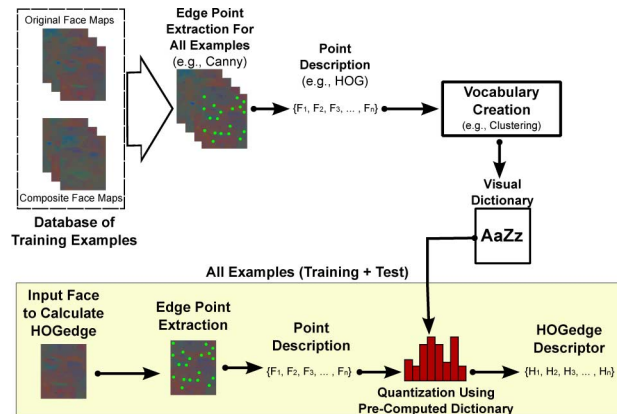 Original Face Maps
Composite Face Maps
Database of
Training Examples
Edge Point
Extraction For
All Examples
(e.g., Canny)
Point
Description
(e.g., HOG)
{F1, F2, F3, ... , Fn}
Vocabulary
Creation
(e.g., Clustering)
Visual
Dictionary
AaZz
All Examples (Training + Test)
Input Face
to Calculate
HOGedge
Edge Point
Extraction
Point
Description
{F1, F2, F3, ... , Fn}
Quantization Using
Pre-Computed Dictionary
HOGedge
Descriptor
{H1, H2, H3, ... , Hn}